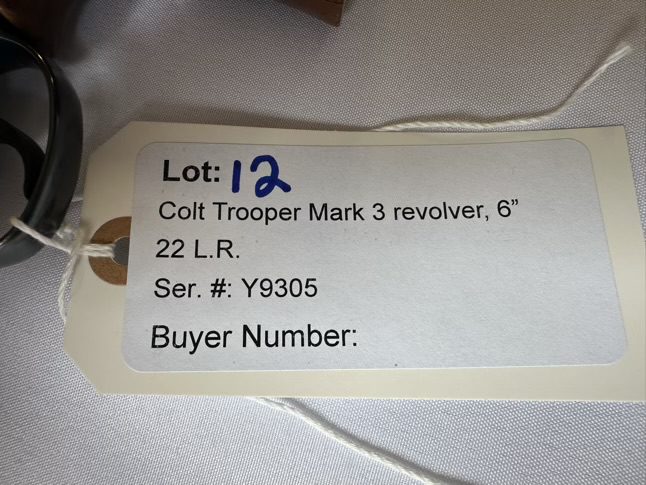 Lot: 12
Colt Trooper Mark 3 revolver, 6”
22 L.R.
Ser. #: Y9305
Buyer Number: